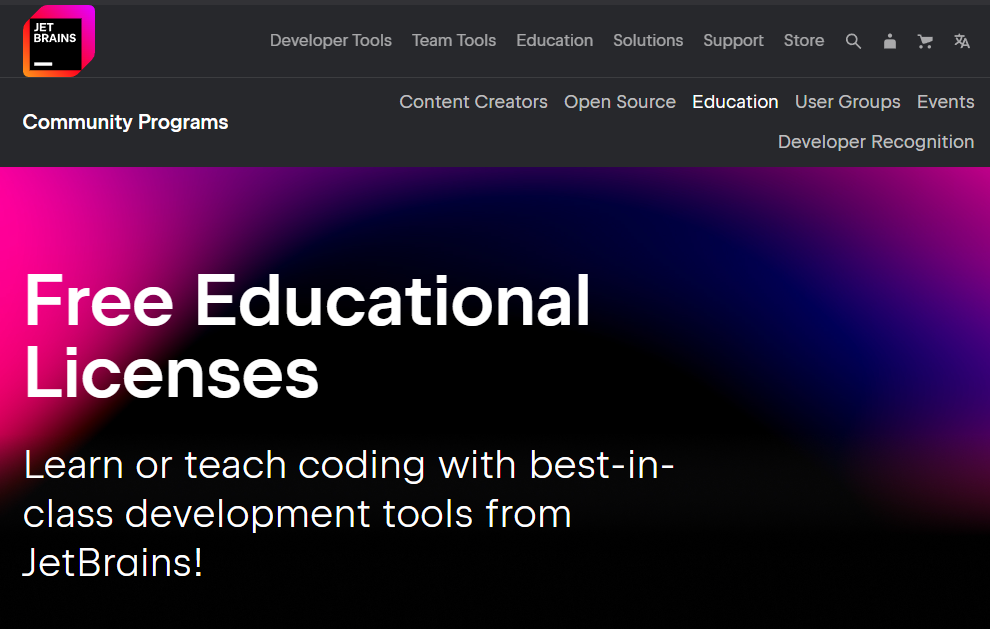 JET
BRAINS
Developer Tools Team Tools Education Solutions Support Store
Content Creators Open Source Education User Groups Events
Community Programs
Developer Recognition
Free Educational
Licenses
Learn or teach coding with best-in-
class development tools from
JetBrains!